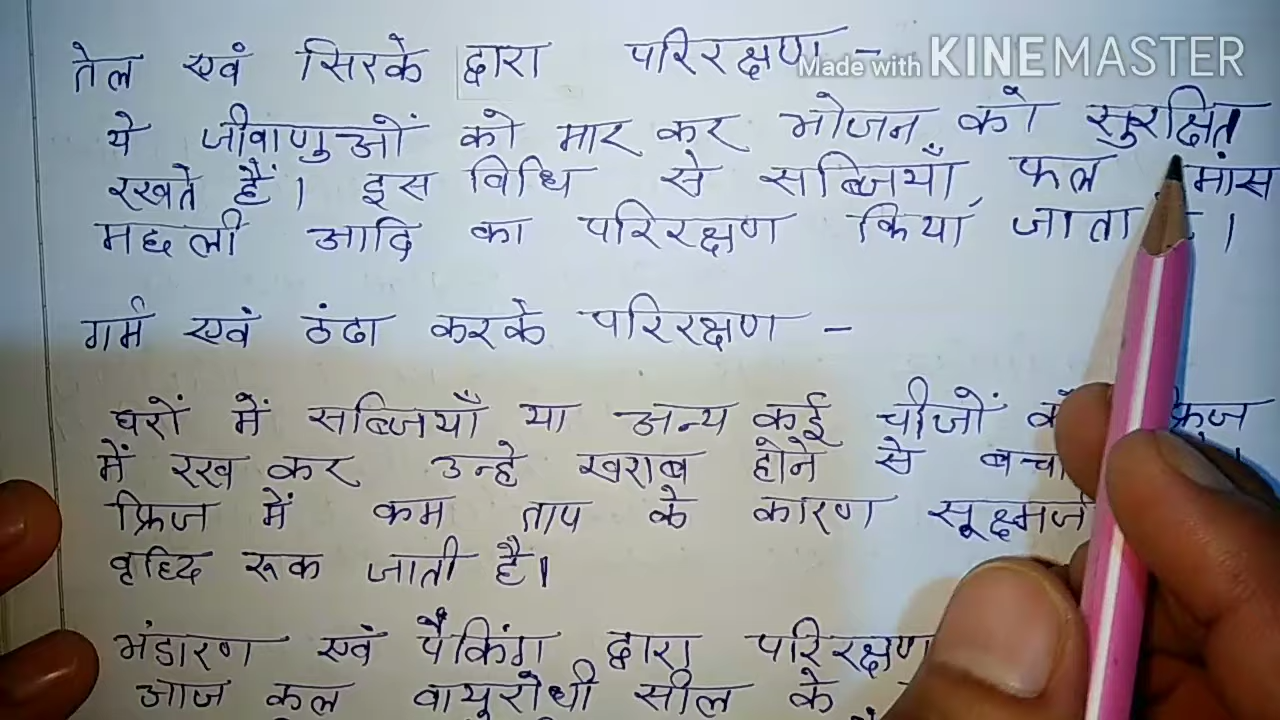 तेल एवं सिरके द्वारा परिरक्षण -
Made with KINEMASTER
ये जीवाणुओं को मार कर भोजन को सुरक्षित
रखते हैं। इस विधि से सब्जियाँ, फल मांस
मछली आदि का परिरक्षण किया जाता ।
गर्म एवं ठंढा करके परिरक्षण -
घरों में सब्जियाँ या अन्य कई चीजों फ्रिज
में रख कर उन्हे खराब होने से
फ्रिज में कम ताप के कारण
वृध्दि रूक जाती है।
भंडारण एवं पैकिंग द्वारा परिरक्षण
आज कल वायूरोधी सील के